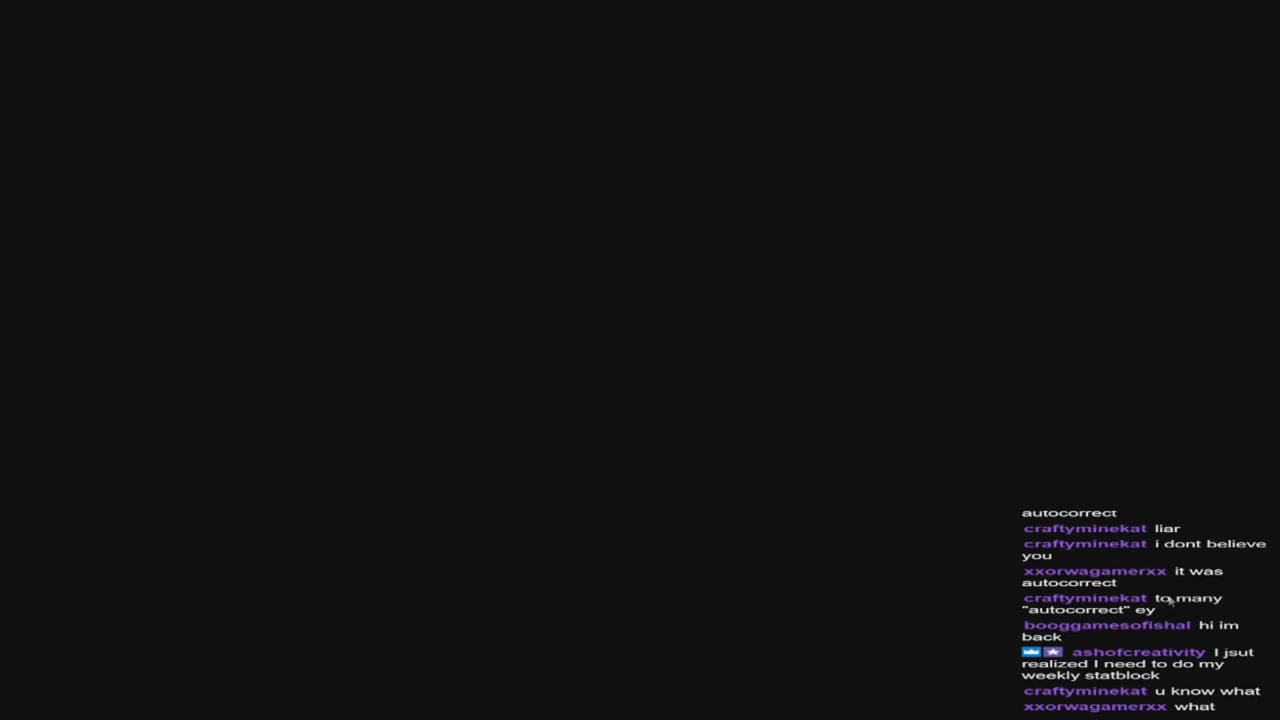 autocorrect
craftyminekat liar
craftyminekat i dont believe
you
xxorwagamerxx it was
autocorrect
craftyminekat to many
"autocorrect" ey
booggamesofishal hi im
back
ashofcreativity I jsut
realized I need to do my
weekly statblock
craftyminekat u know what
xxorwagamerxx what